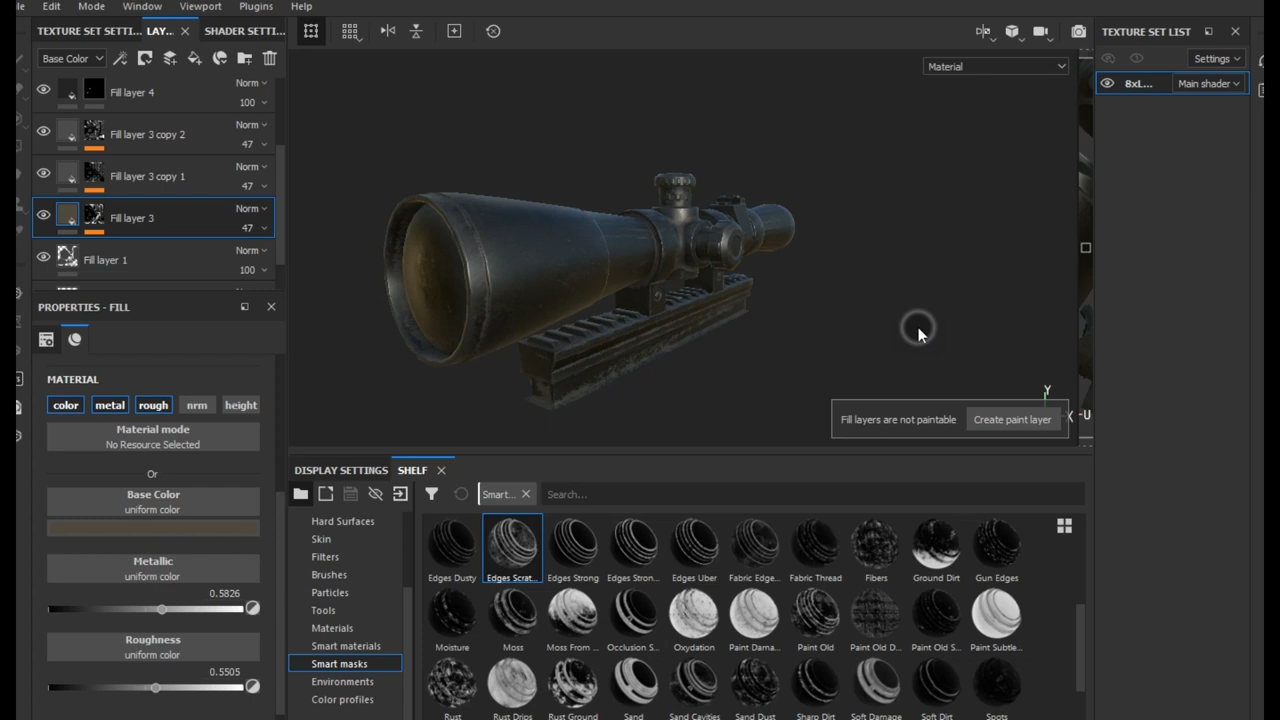 ile Edit Mode Window Viewport Plugins Help
TEXTURE SET SETTI... LAY... SHADER SETTI...
TEXTURE SET LIST
Base Color
Material
Settings
8xL... Main shader
Fill layer 4 Norm
100
Fill layer 3 copy 2 Norm
47
Fill layer 3 copy 1 Norm
47
Fill layer 3 Norm
47
Fill layer 1 Norm
100
PROPERTIES - FILL
MATERIAL
color metal rough nrm height
Material mode
No Resource Selected
Or
Base Color
uniform color
Metallic
uniform color
0.5826
Roughness
uniform color
0.5505
Y
X -U
Fill layers are not paintable Create paint layer
DISPLAY SETTINGS SHELF
Smart... Search...
Hard Surfaces
Skin
Filters
Brushes
Particles
Tools
Materials
Smart materials
Smart masks
Environments
Color profiles
Edges Dusty Edges Scrat... Edges Strong Edges Stron... Edges Uber Fabric Edge... Fabric Thread Fibers Ground Dirt Gun Edges
Moisture Moss Moss From ... Occlusion S... Oxydation Paint Dama... Paint Old Paint Old D... Paint Old S... Paint Subtle...
Rust Rust Drips Rust Ground Sand Sand Cavities Sand Dust Sharp Dirt Soft Damage Soft Dirt Spots